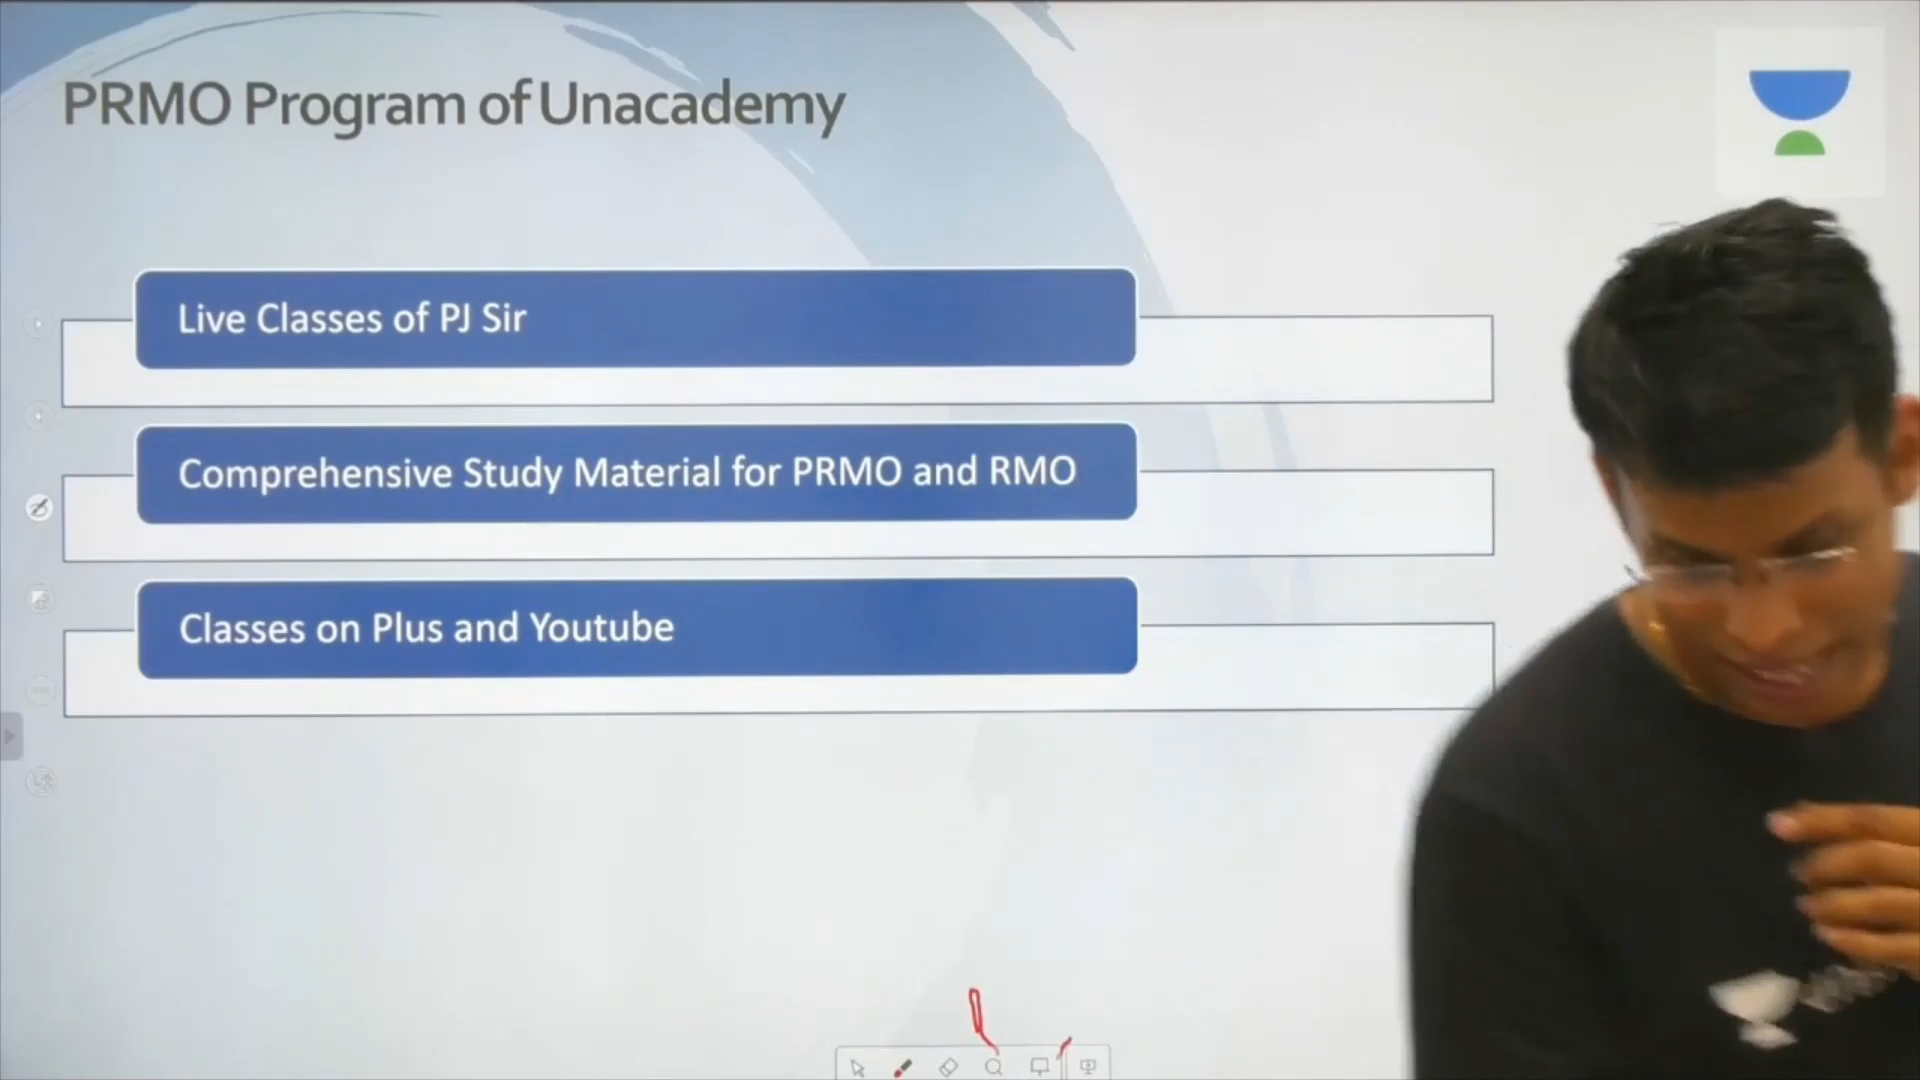 PRMO Program of Unacademy
Live Classes of PJ Sir
Comprehensive Study Material for PRMO and RMO
Classes on Plus and Youtube